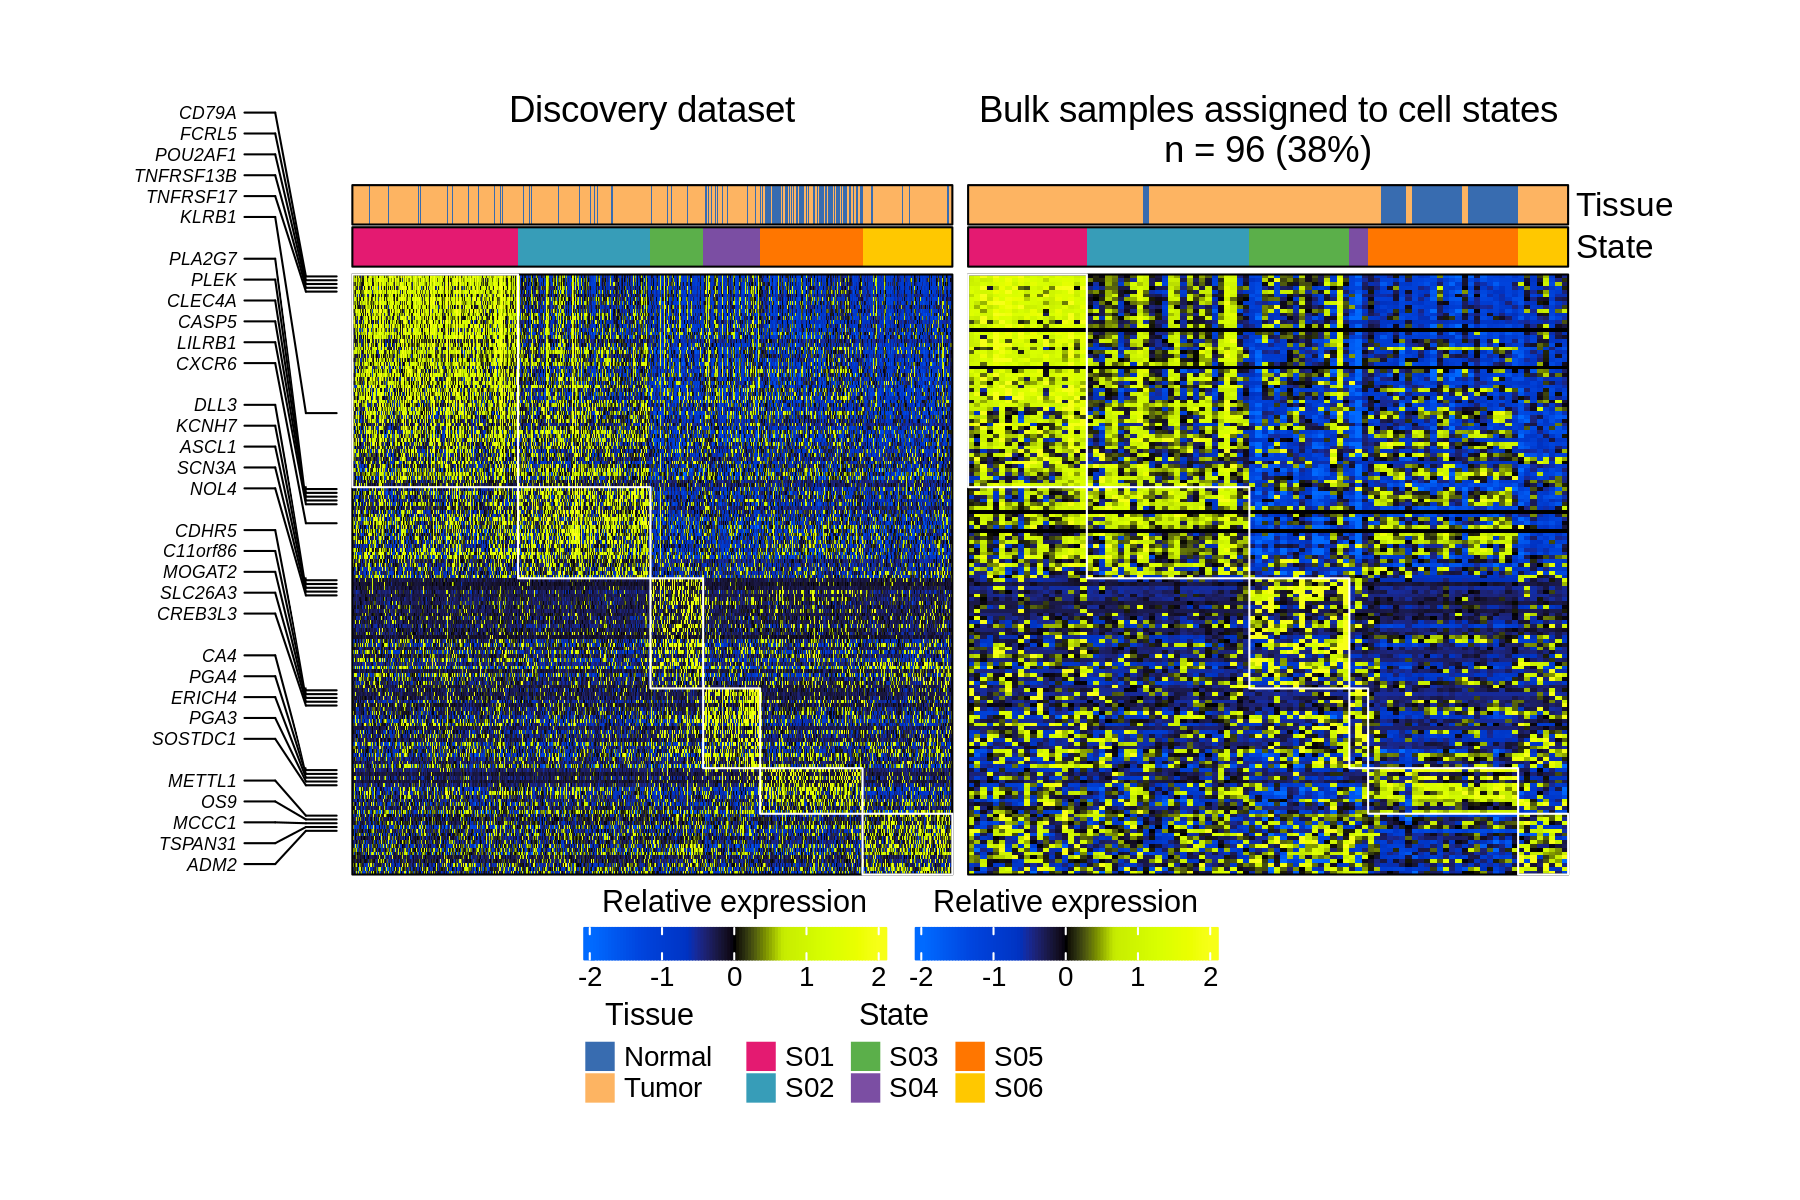 Discovery dataset
Bulk samples assigned to cell states
n = 96 (38%)
Tissue
State
CD79A
FCRL5
POU2AF1
TNFRSF13B
TNFRSF17
KLRB1
PLA2G7
PLEK
CLEC4A
CASP5
LILRB1
CXCR6
DLL3
KCNH7
ASCL1
SCN3A
NOL4
CDHR5
C11orf86
MOGAT2
SLC26A3
CREB3L3
CA4
PGA4
ERICH4
PGA3
SOSTDC1
METTL1
OS9
MCCC1
TSPAN31
ADM2
Relative expression
-2 -1 0 1 2
Relative expression
-2 -1 0 1 2
Tissue
Normal
Tumor
State
S01 S03 S05
S02 S04 S06